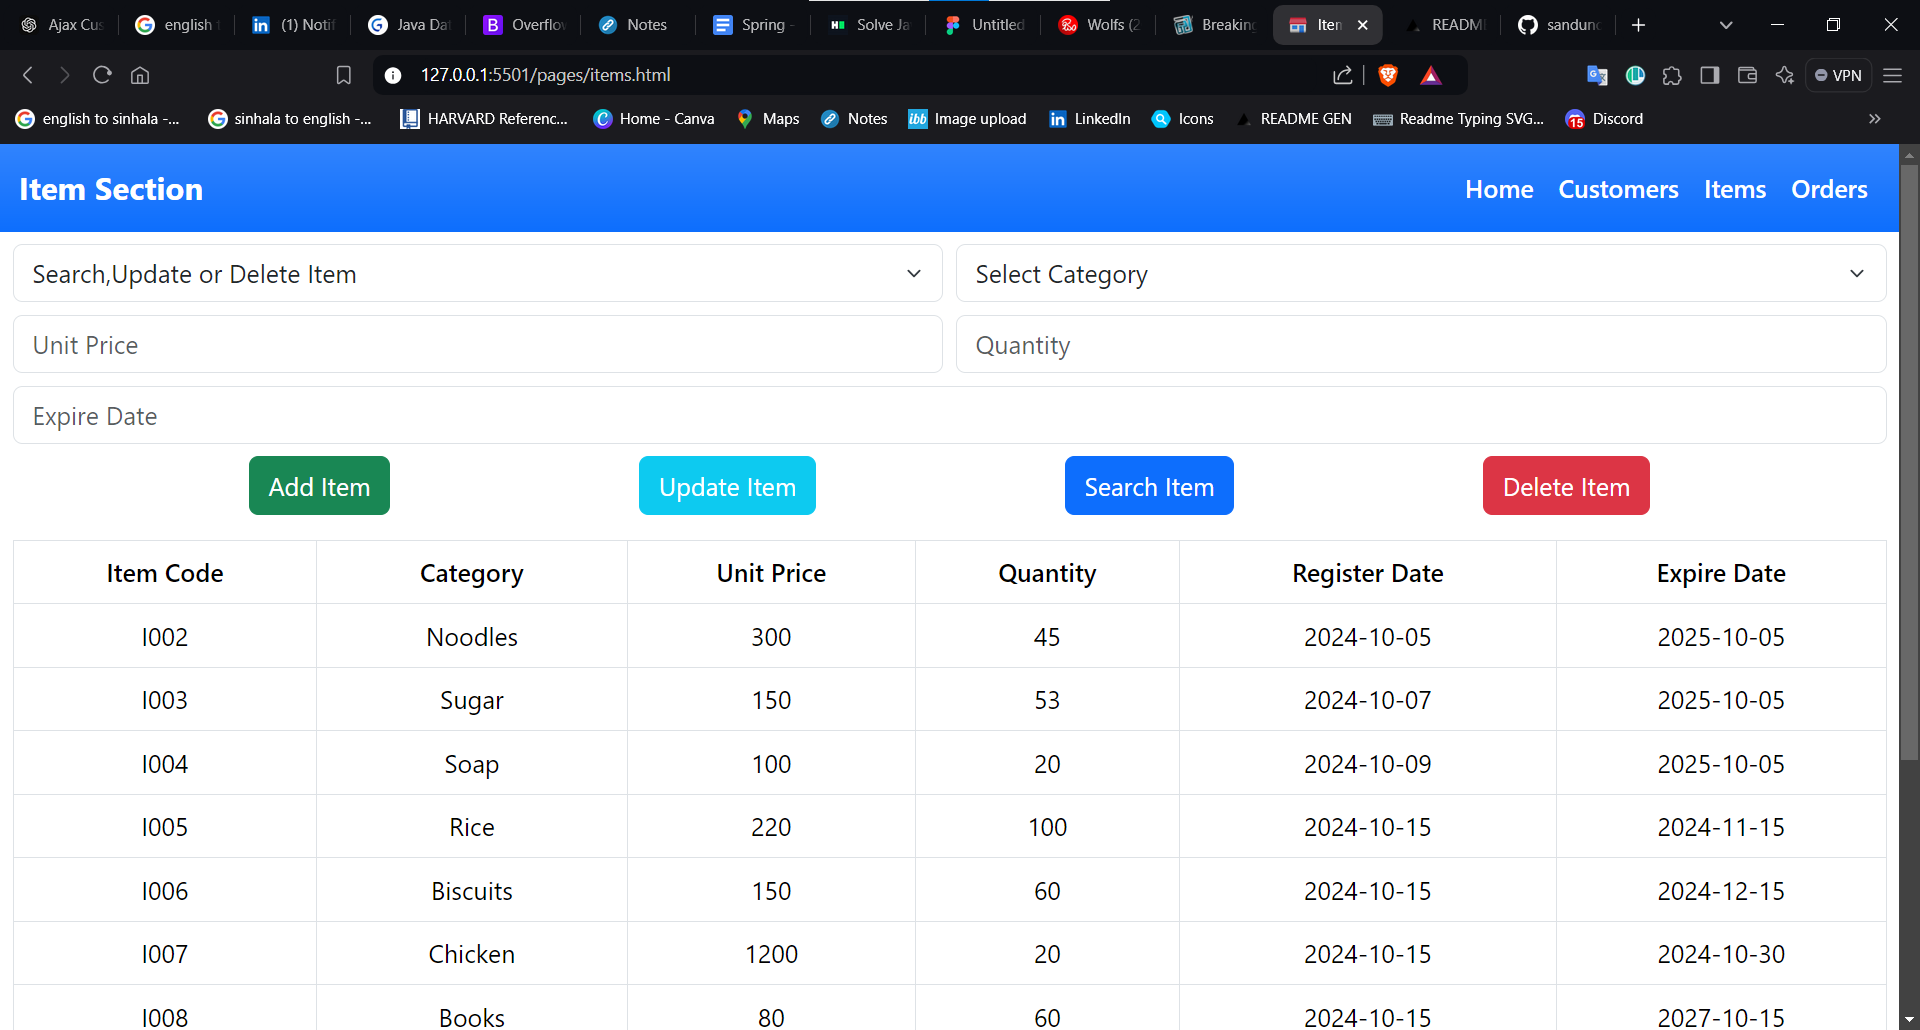 Ajax Cus english t (1) Notif Java Dat Overflow Notes Spring - Solve Ja Untitled Wolfs (2 Breaking Iten README sandunc
127.0.0.1:5501/pages/items.html VPN
english to sinhala -... sinhala to english -... HARVARD Referenc... Home - Canva Maps Notes ibb Image upload LinkedIn Icons README GEN Readme Typing SVG... 15 Discord
Item Section Home Customers Items Orders
Search,Update or Delete Item Select Category
Unit Price Quantity
Expire Date
Add Item Update Item Search Item Delete Item
Item Code Category Unit Price Quantity Register Date Expire Date
I002 Noodles 300 45 2024-10-05 2025-10-05
I003 Sugar 150 53 2024-10-07 2025-10-05
I004 Soap 100 20 2024-10-09 2025-10-05
I005 Rice 220 100 2024-10-15 2024-11-15
I006 Biscuits 150 60 2024-10-15 2024-12-15
I007 Chicken 1200 20 2024-10-15 2024-10-30
I008 Books 80 60 2024-10-15 2027-10-15